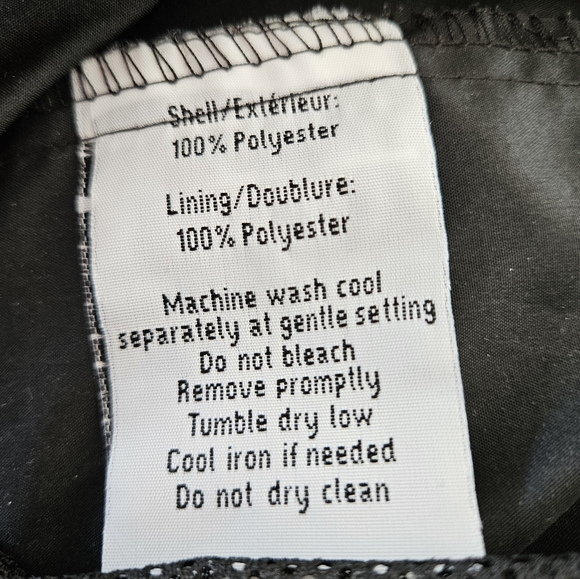 Shell/Extérieur:
100% Polyester
Lining/Doublure:
100% Polyester
Machine wash cool
separately at gentle setting
Do not bleach
Remove promptly
Tumble dry low
Cool iron if needed
Do not dry clean